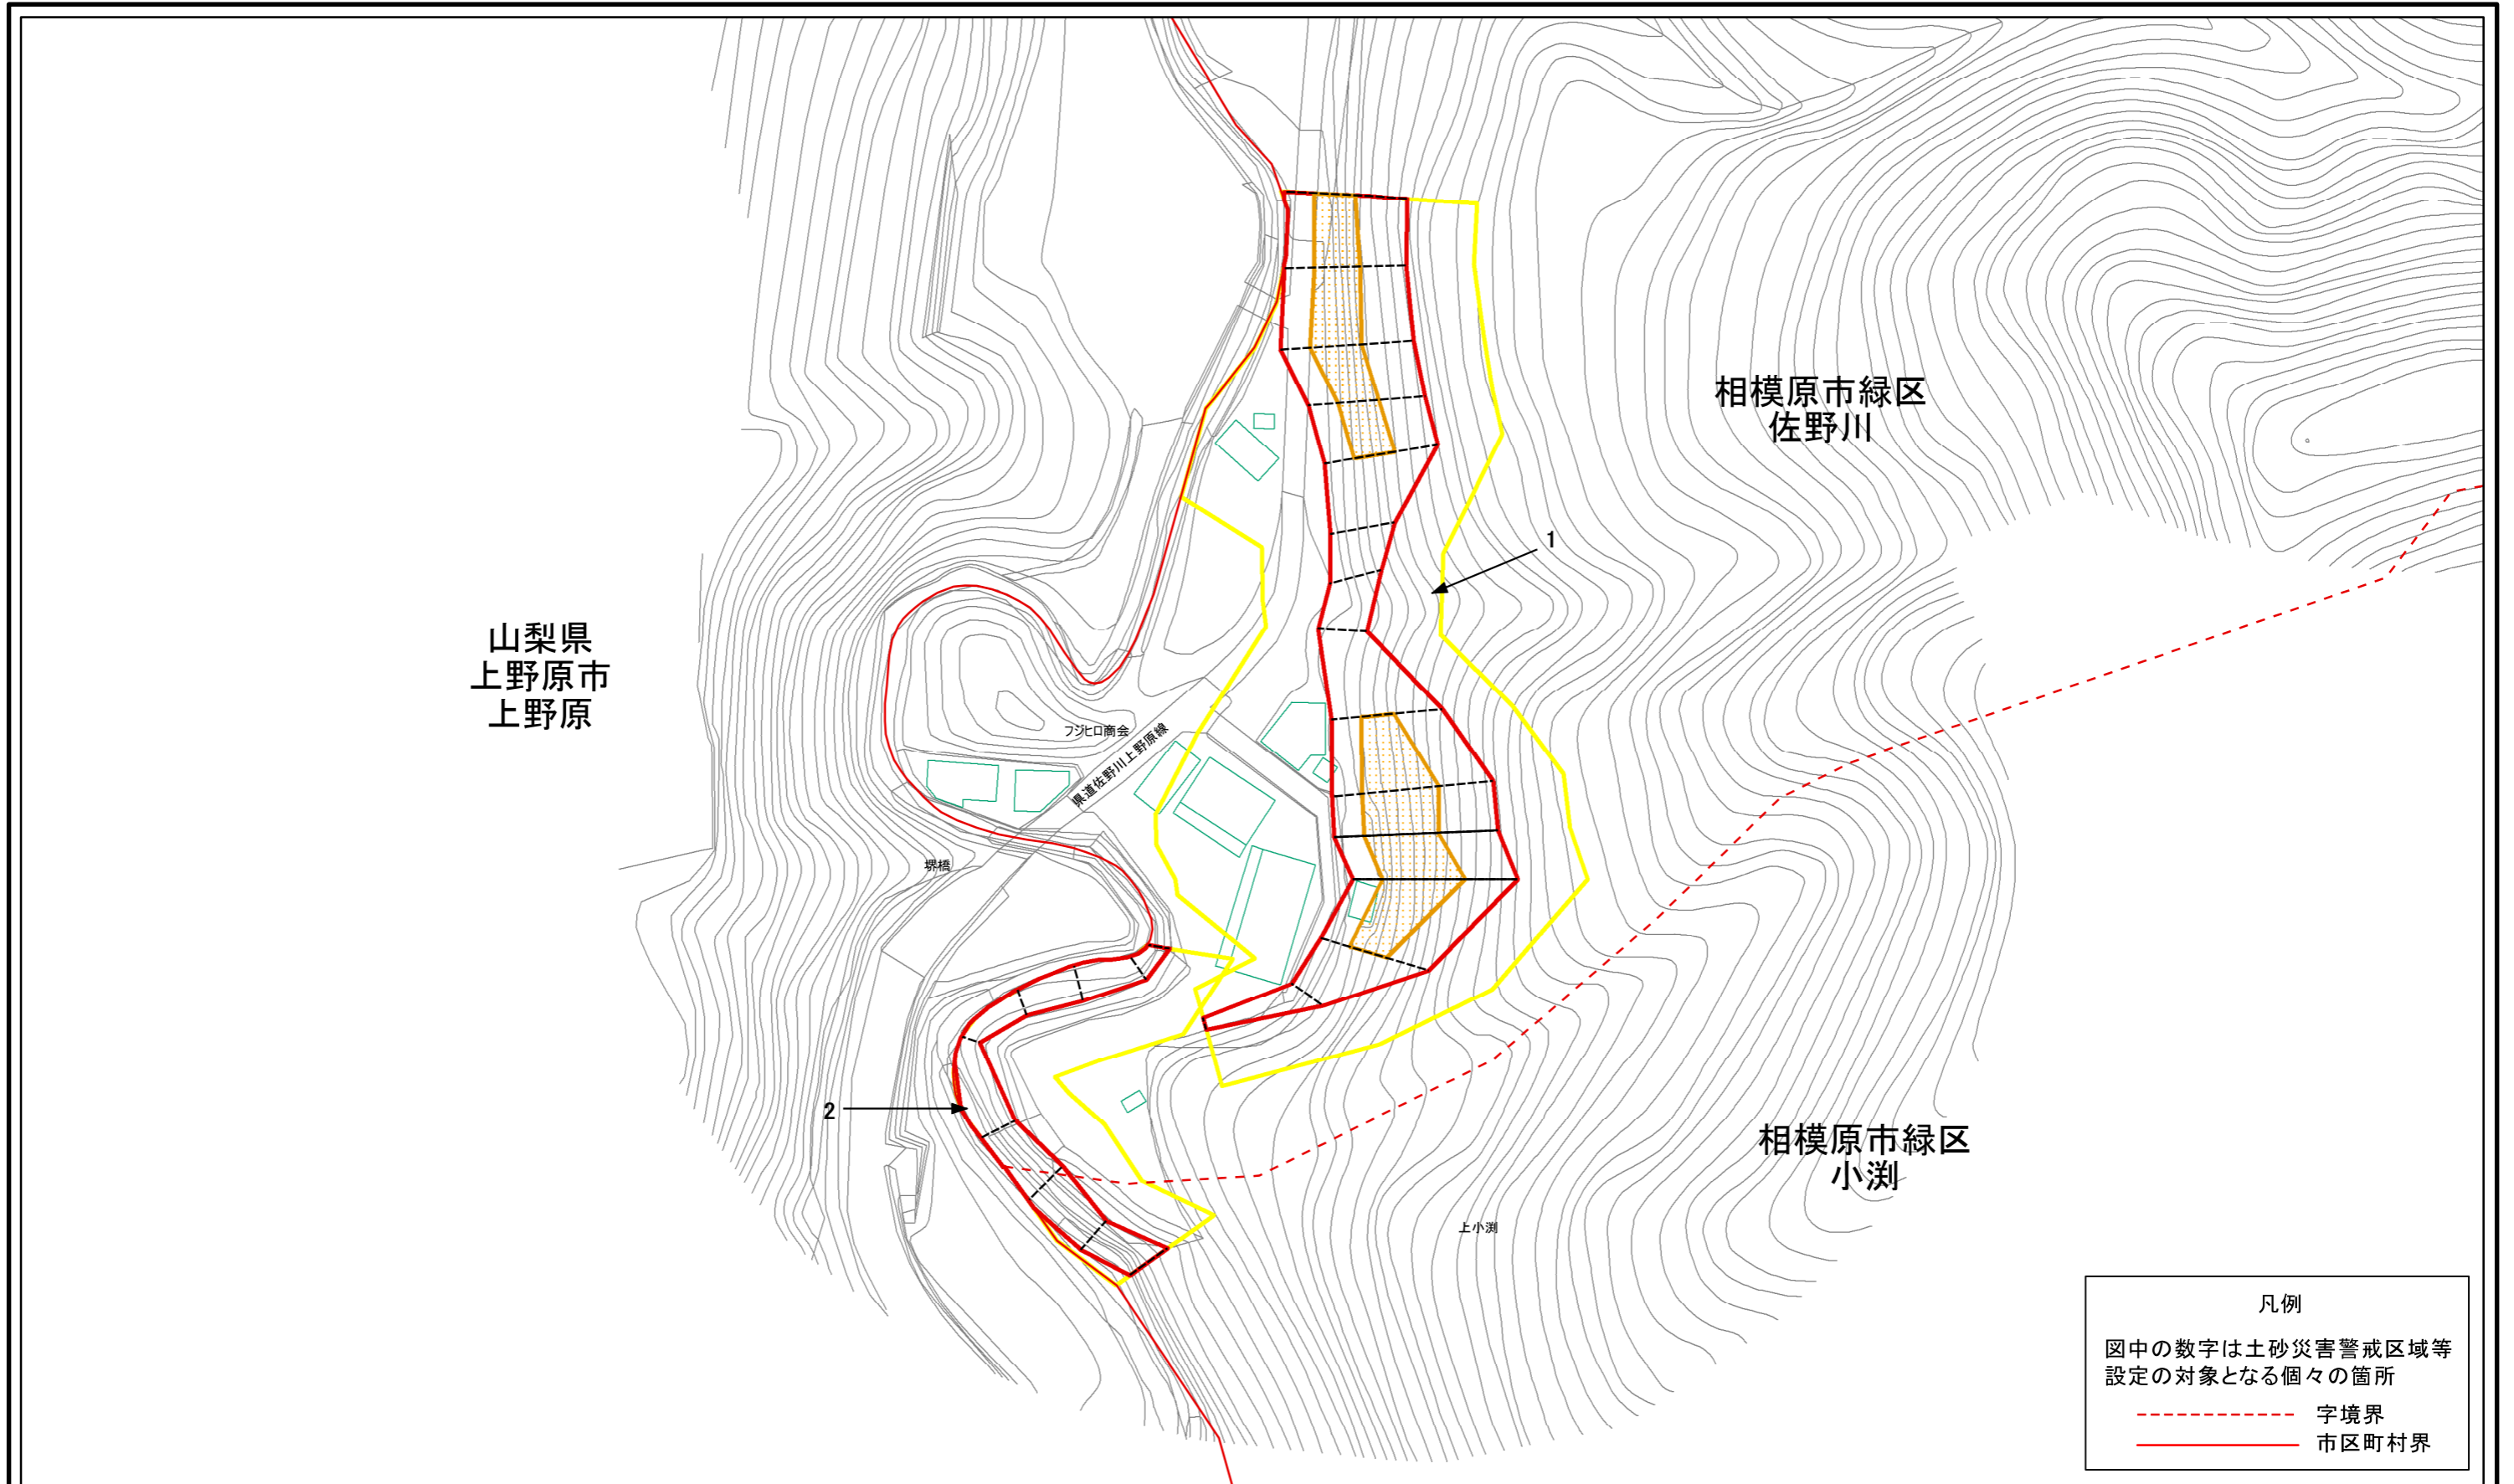 相模原市緑区
佐野川
1
山梨県
上野原市
上野原
フジヒロ商会
県道佐野川上野原線
堺橋
2
相模原市緑区
小渕
上小渕
凡例
図中の数字は土砂災害警戒区域等
設定の対象となる個々の箇所
字境界
市区町村界